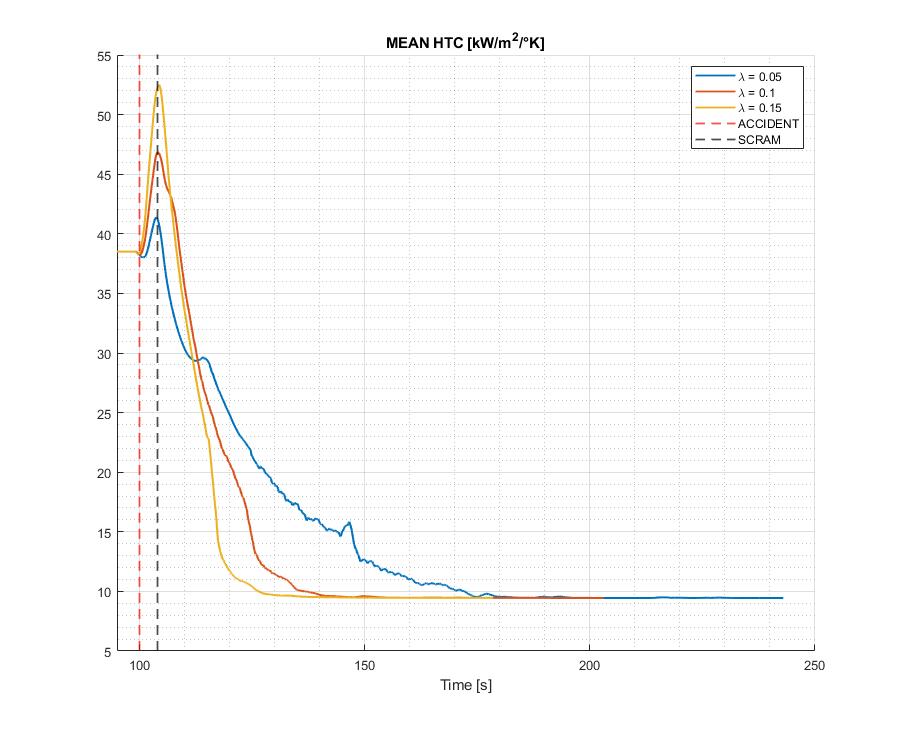 MEAN HTC [kW/m²/°K]
55
50
45
40
35
30
25
20
15
10
5
100 150 200 250
Time [s]
λ = 0.05
λ = 0.1
λ = 0.15
ACCIDENT
SCRAM